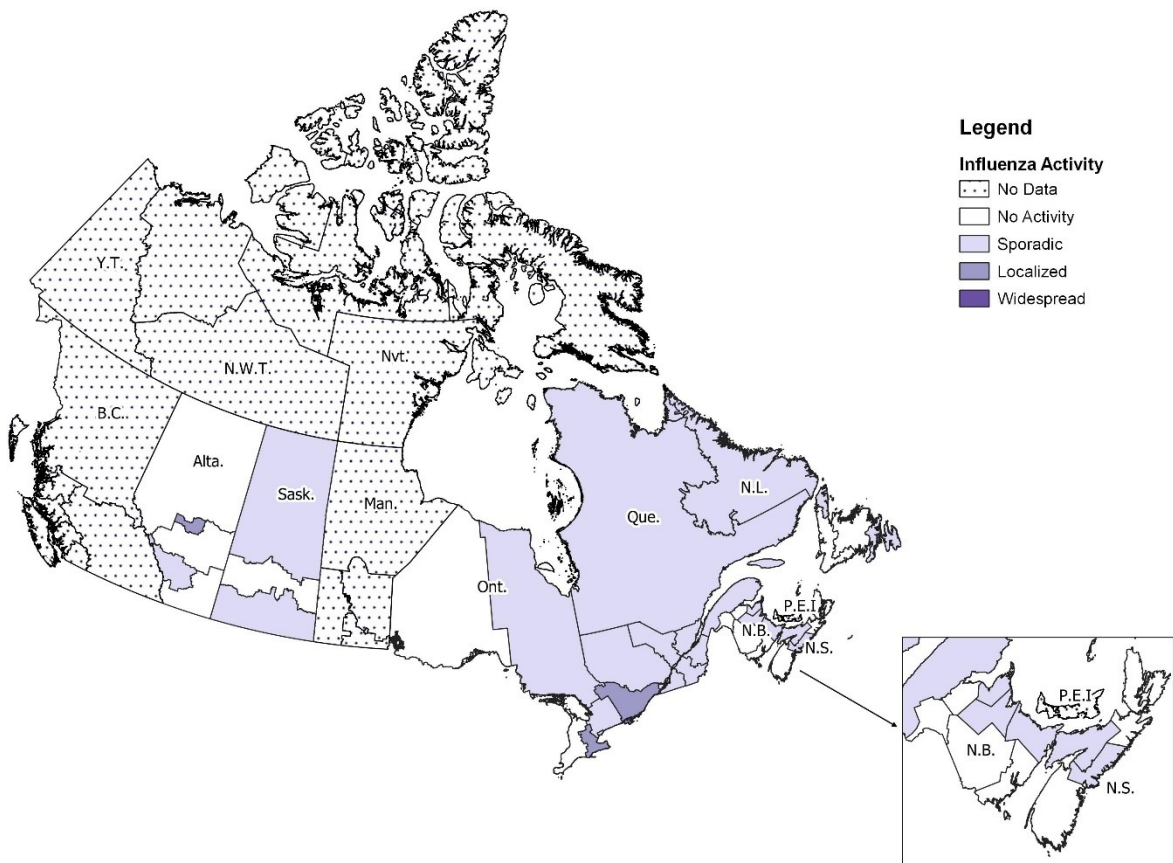 Legend
Influenza Activity
No Data
No Activity
Sporadic
Localized
Widespread
Y.T.
N.W.T.
Nvt.
B.C.
Alta.
Sask.
Man.
Ont.
Que.
N.L.
P.E.I
N.B.
N.S.
P.E.I
N.B.
N.S.